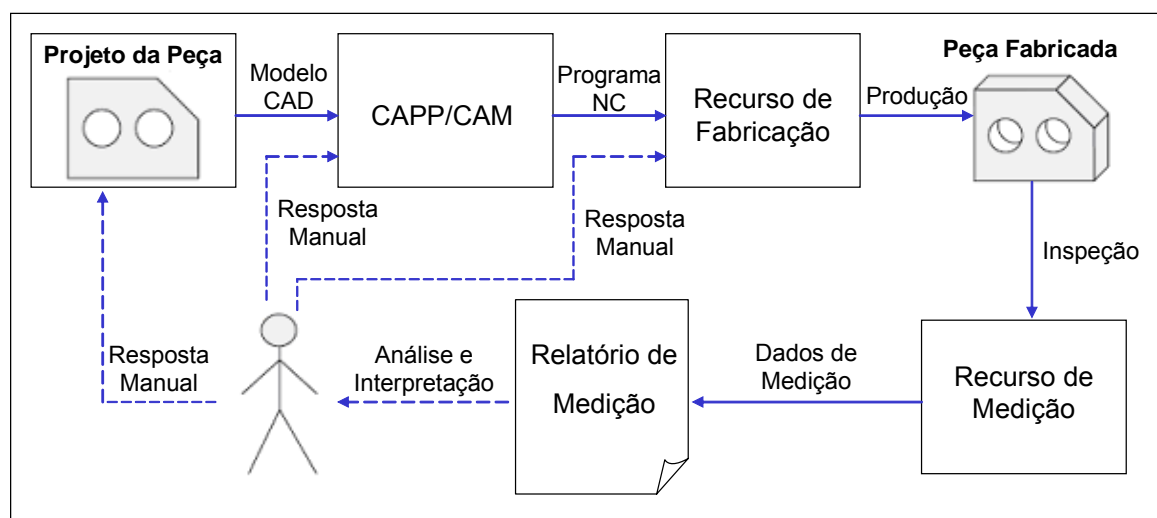 Projeto da Peça
Modelo
CAD
CAPP/CAM
Programa
NC
Recurso de
Fabricação
Produção
Peça Fabricada
Resposta
Manual
Resposta
Manual
Inspeção
Resposta
Manual
Análise e
Interpretação
Relatório de
Medição
Dados de
Medição
Recurso de
Medição